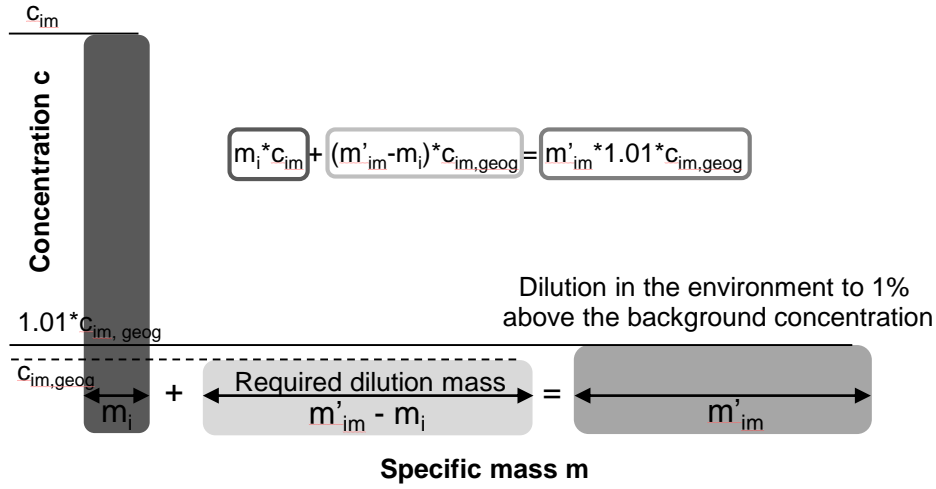 c_im
Concentration c
m_i*c_im + (m'_im-m_i)*c_im,geog = m'_im*1.01*c_im,geog
Dilution in the environment to 1%
above the background concentration
1.01*c_im, geog
c_im,geog
m_i
+
Required dilution mass
m'_im - m_i
=
m'_im
Specific mass m